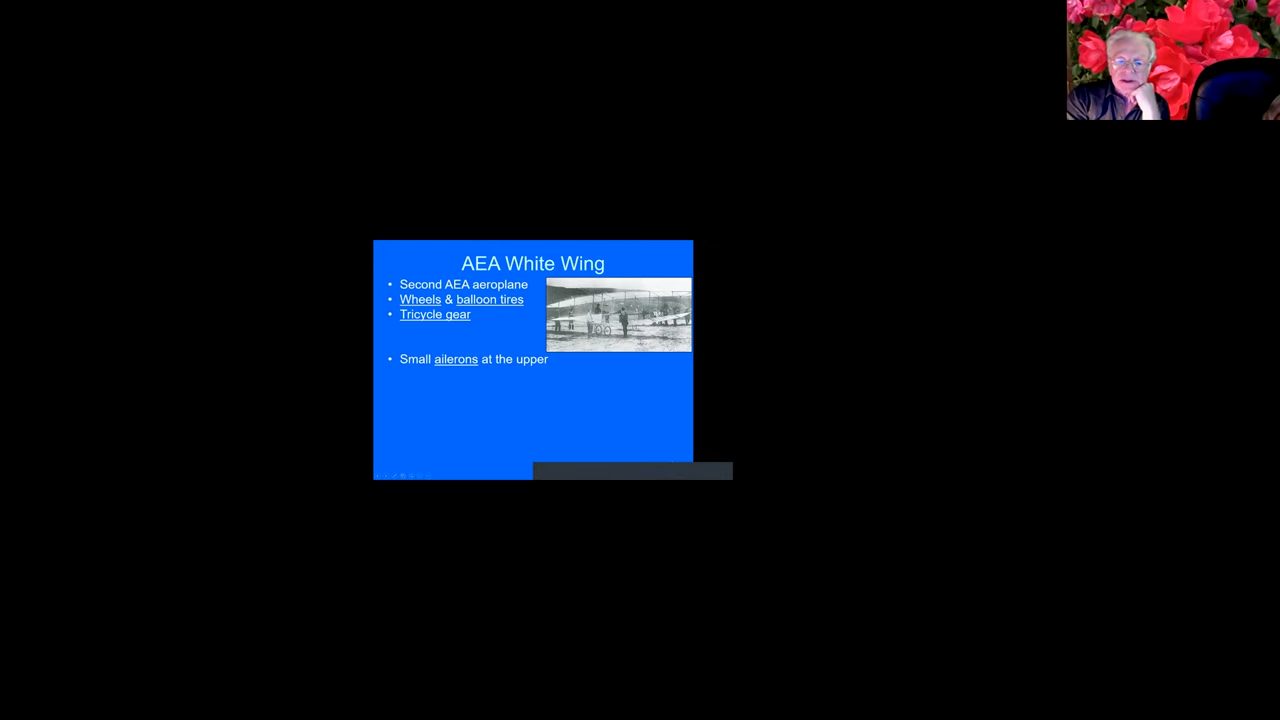 AEA White Wing
• Second AEA aeroplane
• Wheels & balloon tires
• Tricycle gear
• Small ailerons at the upper